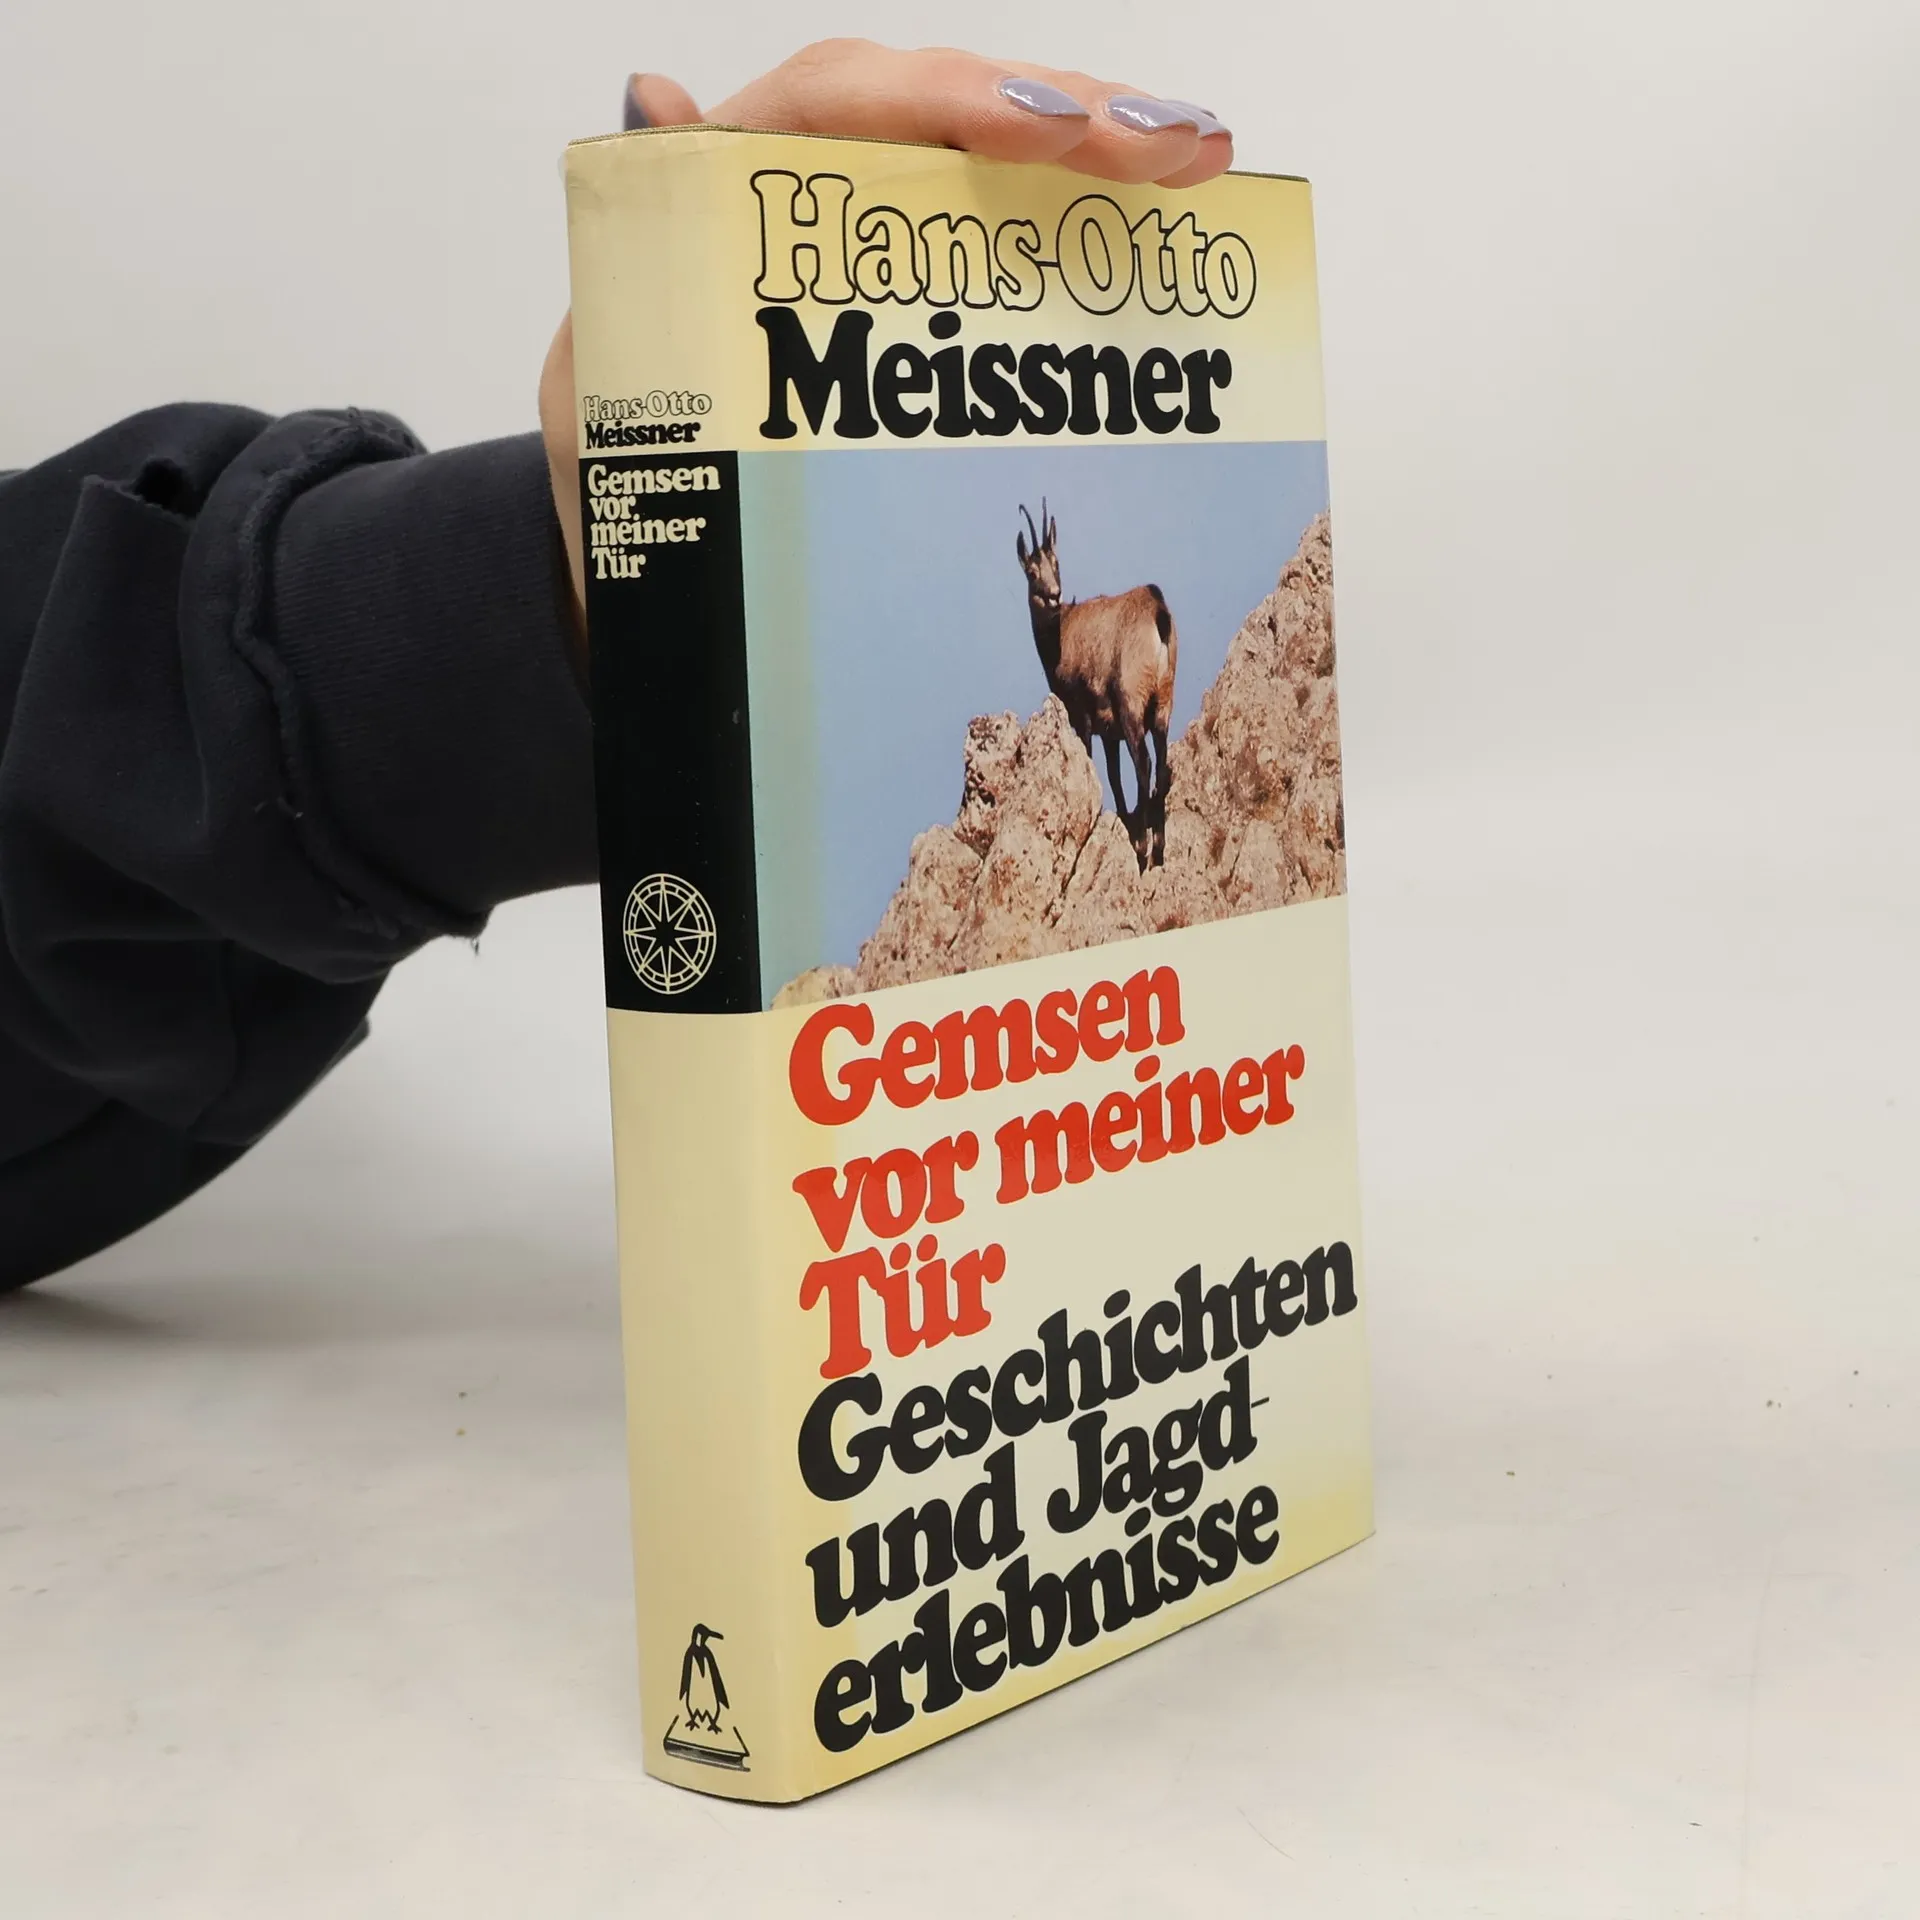 Hans-Otto
Meissner
Gemsen
vor
meiner
Tür
Hans-Otto
Meissner
Gemsen
vor meiner
Tür
Geschichten
und Jagd-
erlebnisse